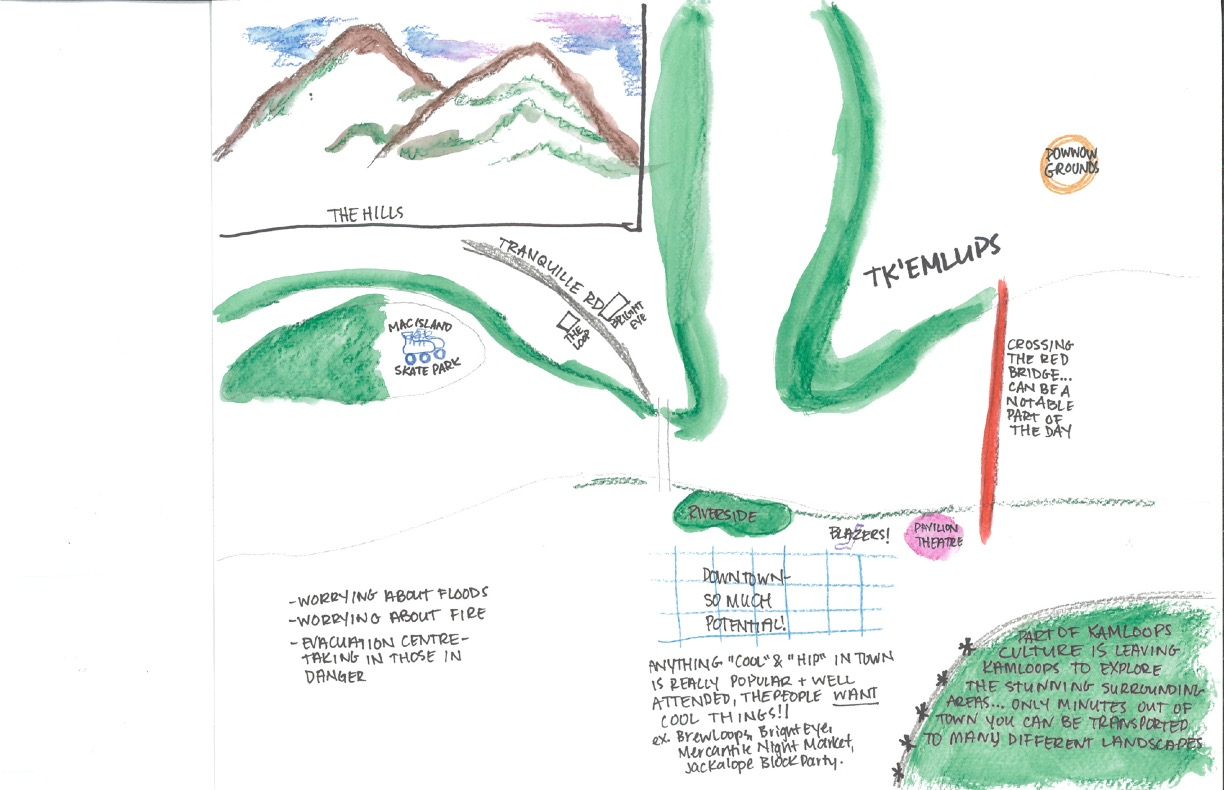 THE HILLS
TRANQUILLE RD
BRIGHT
EYE
THE
LOOP
MACISLAND
SKATE PARK
POWWOW
GROUNDS
TK'EMLUPS
CROSSING
THE RED
BRIDGE...
CAN BE A
NOTABLE
PART OF
THE DAY
RIVERSIDE
BLAZERS!
PAVILION
THEATRE
DOWNTOWN-
SO MUCH
POTENTIAL!
-WORRYING ABOUT FLOODS
-WORRYING ABOUT FIRE
-EVACUATION CENTRE-
TAKING IN THOSE IN
DANGER
ANYTHING "COOL" & "HIP" IN TOWN
IS REALLY POPULAR + WELL
ATTENDED, THE PEOPLE WANT
COOL THINGS!!
ex. BrewLoops, Bright Eye,
Mercantile Night Market,
Jackalope Block Party.
PART OF KAMLOOPS
CULTURE IS LEAVING
KAMLOOPS TO EXPLORE
THE STUNNING SURROUNDING
AREAS... ONLY MINUTES OUT OF
TOWN YOU CAN BE TRANSPORTED
TO MANY DIFFERENT LANDSCAPES